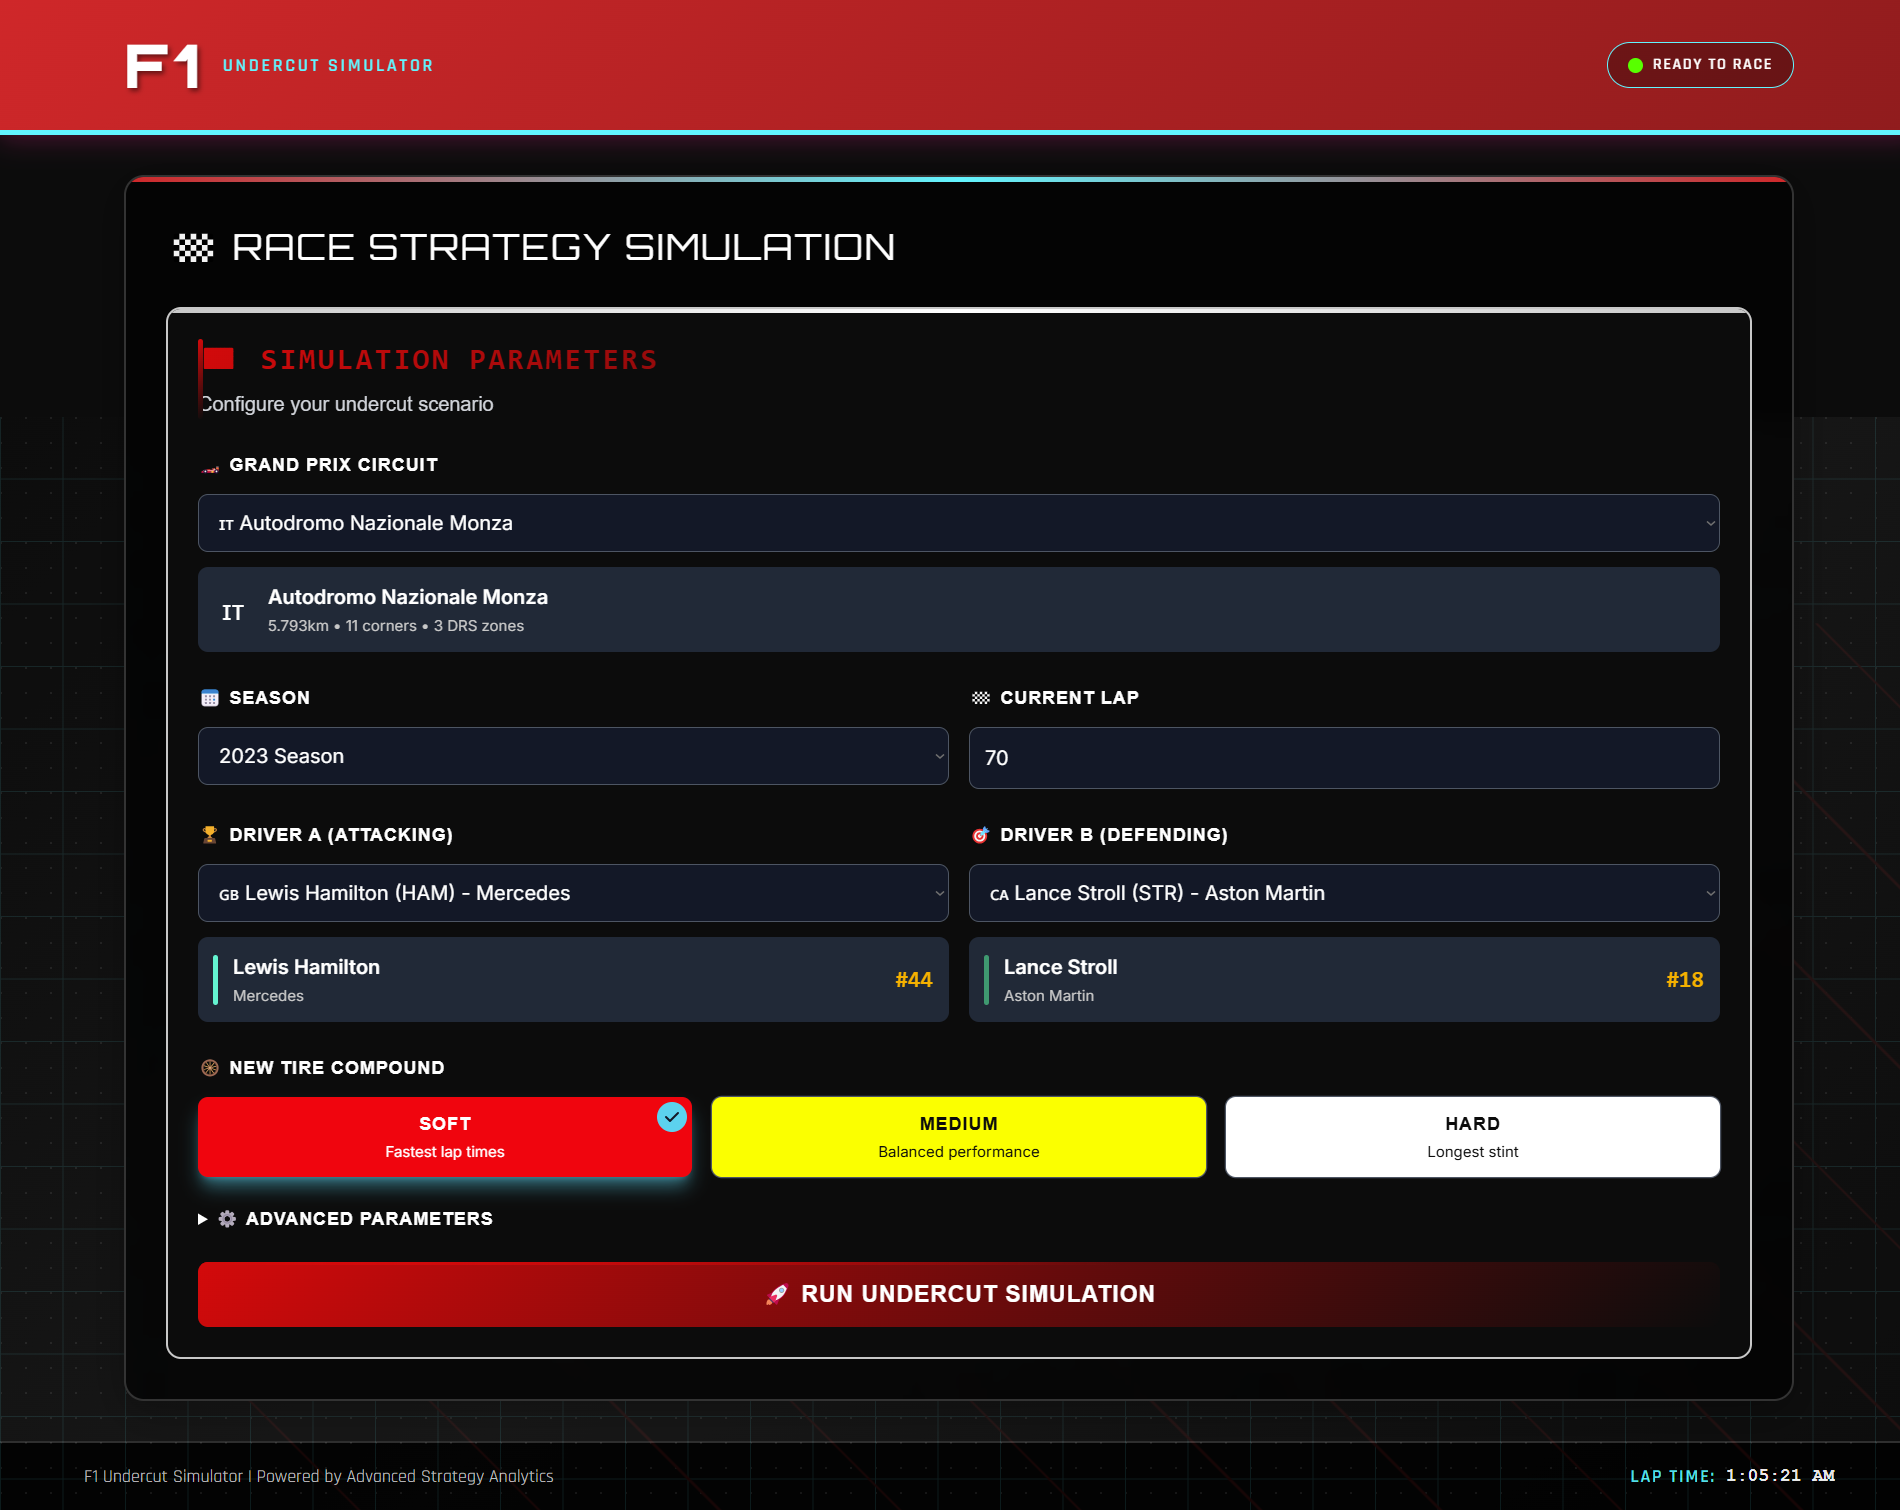 F1 UNDERCUT SIMULATOR
READY TO RACE
RACE STRATEGY SIMULATION
SIMULATION PARAMETERS
Configure your undercut scenario
GRAND PRIX CIRCUIT
IT Autodromo Nazionale Monza
IT
Autodromo Nazionale Monza
5.793km • 11 corners • 3 DRS zones
SEASON
2023 Season
CURRENT LAP
70
DRIVER A (ATTACKING)
GB Lewis Hamilton (HAM) - Mercedes
Lewis Hamilton
Mercedes
#44
DRIVER B (DEFENDING)
CA Lance Stroll (STR) - Aston Martin
Lance Stroll
Aston Martin
#18
NEW TIRE COMPOUND
SOFT
Fastest lap times
MEDIUM
Balanced performance
HARD
Longest stint
ADVANCED PARAMETERS
RUN UNDERCUT SIMULATION
F1 Undercut Simulator | Powered by Advanced Strategy Analytics
LAP TIME: 1:05:21 AM